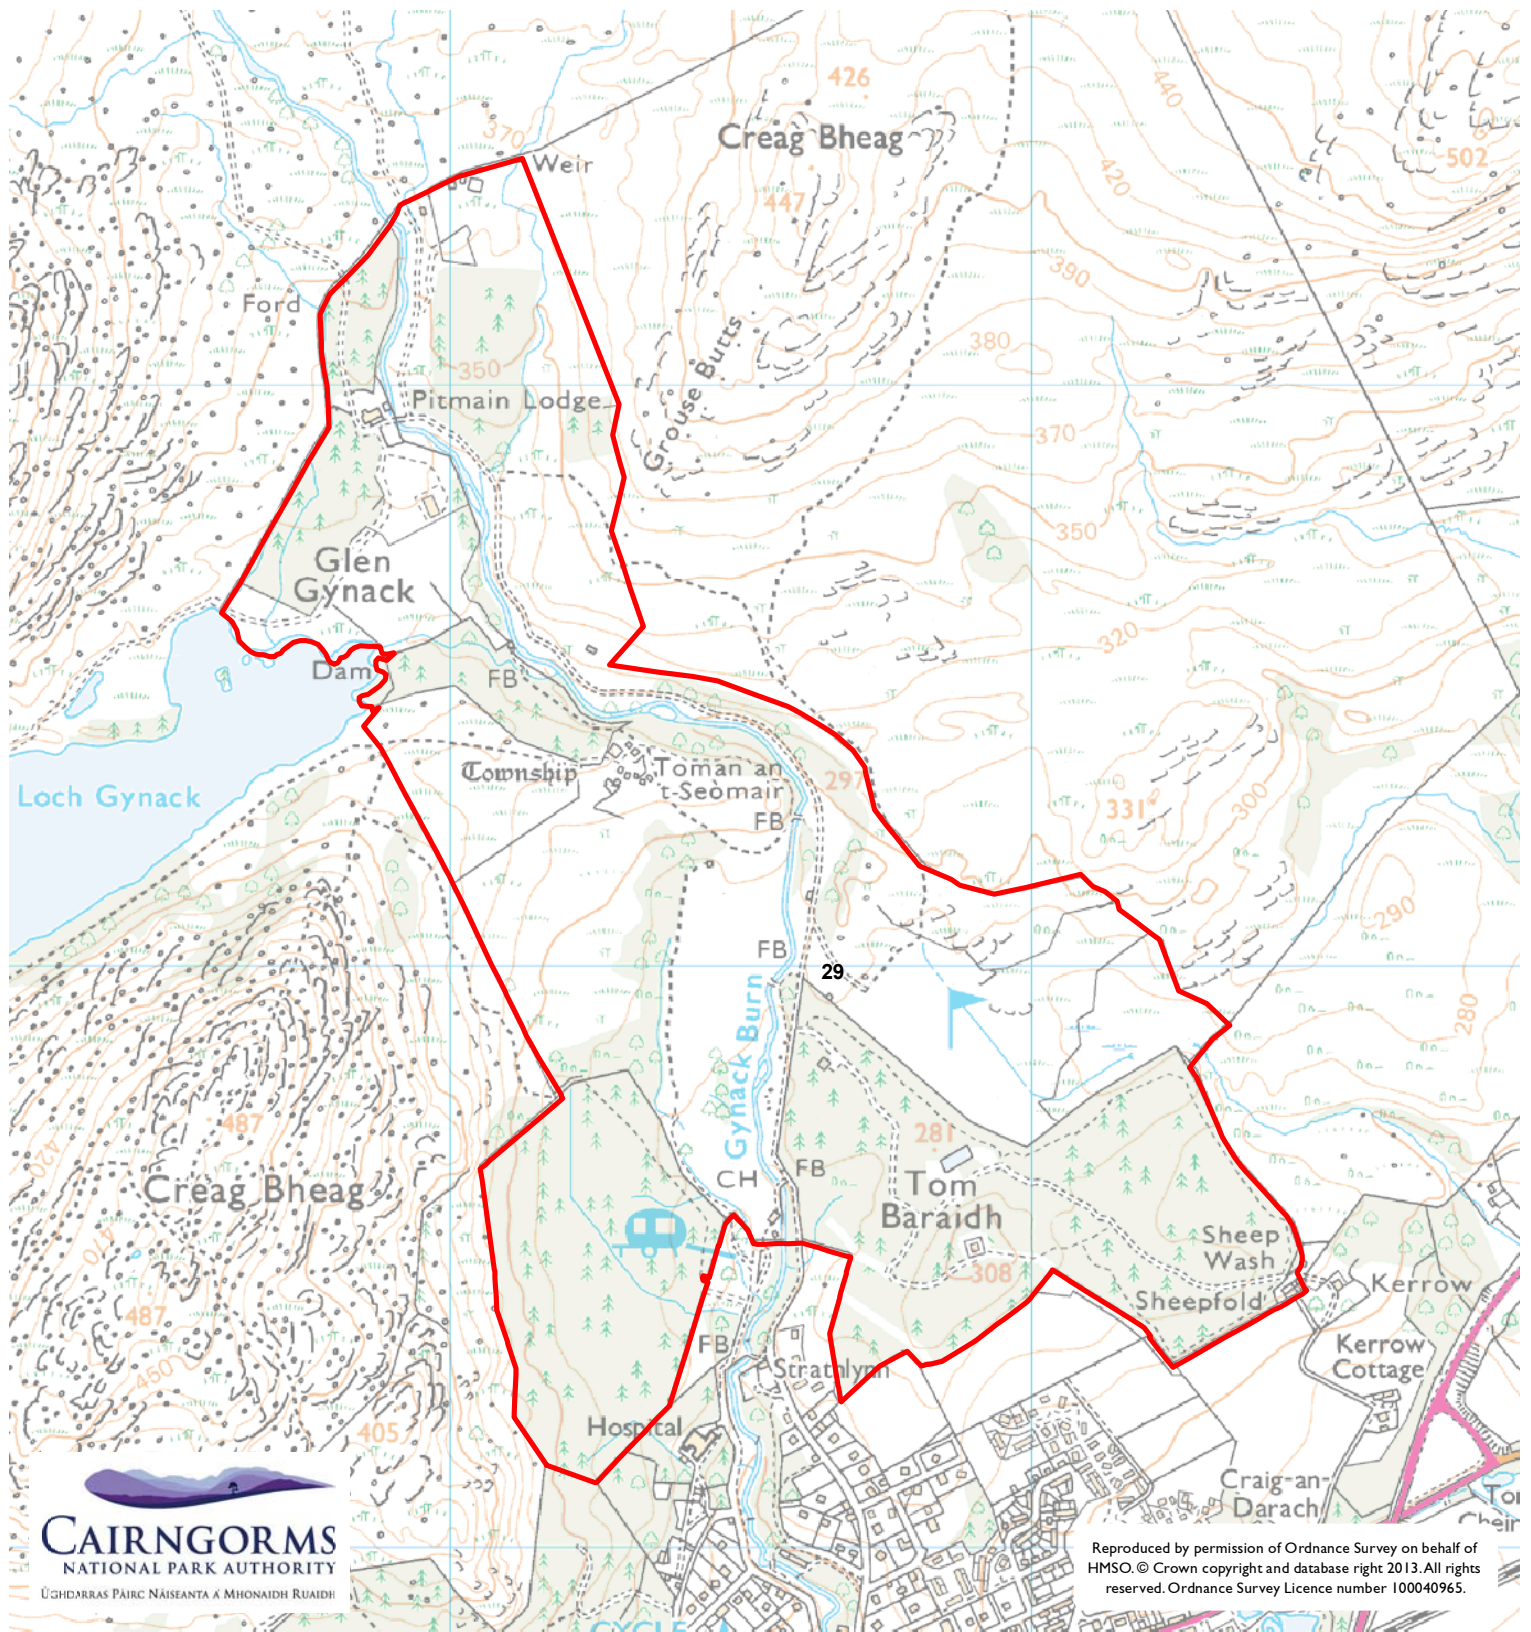 426
Creag Bheag
440
370
Weir
502
420
447
390
Ford
Grouse Butts
380
350
Pitmain Lodge
370
350
Glen
Gynack
320
Dam
FB
Township
Toman an
t-Seòmair
297
Loch Gynack
FB
331
300
290
FB
29
280
Gynack Burn
487
281
420
CH
FB
Creag Bheag
Tom
Baraidh
470
Sheep
Wash
308
Kerrow
Sheepfold
487
FB
Kerrow
Cottage
450
Strathlynn
405
Hospital
Craig-an-
Darach
CAIRNGORMS
NATIONAL PARK AUTHORITY
ÙGHDARRAS PÀIRC NÀISEANTA A' MHONAIDH RUAIDH
Reproduced by permission of Ordnance Survey on behalf of
HMSO. © Crown copyright and database right 2013. All rights
reserved. Ordnance Survey Licence number 100040965.